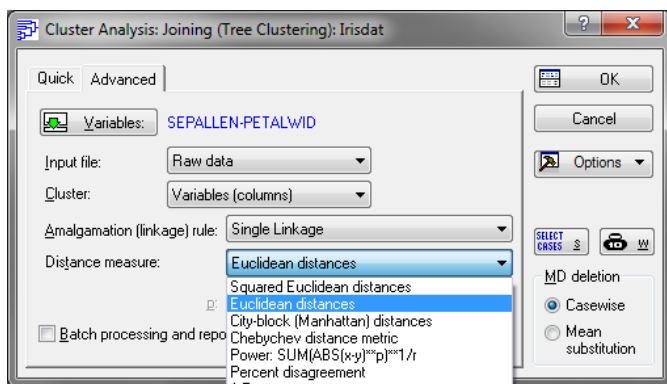 Cluster Analysis: Joining (Tree Clustering): Irisdat
?
X
Quick
Advanced
Variables:
SEPALLEN-PETALWID
Input file:
Raw data
Cluster:
Variables (columns)
Amalgamation (linkage) rule:
Single Linkage
Distance measure:
Euclidean distances
Squared Euclidean distances
Euclidean distances
City-block (Manhattan) distances
Chebychev distance metric
Power: SUM(ABS(x-y)**p)**1/r
Percent disagreement
p:
Batch processing and repo
OK
Cancel
Options
SELECT
CASES
S
W
MD deletion
Casewise
Mean
substitution